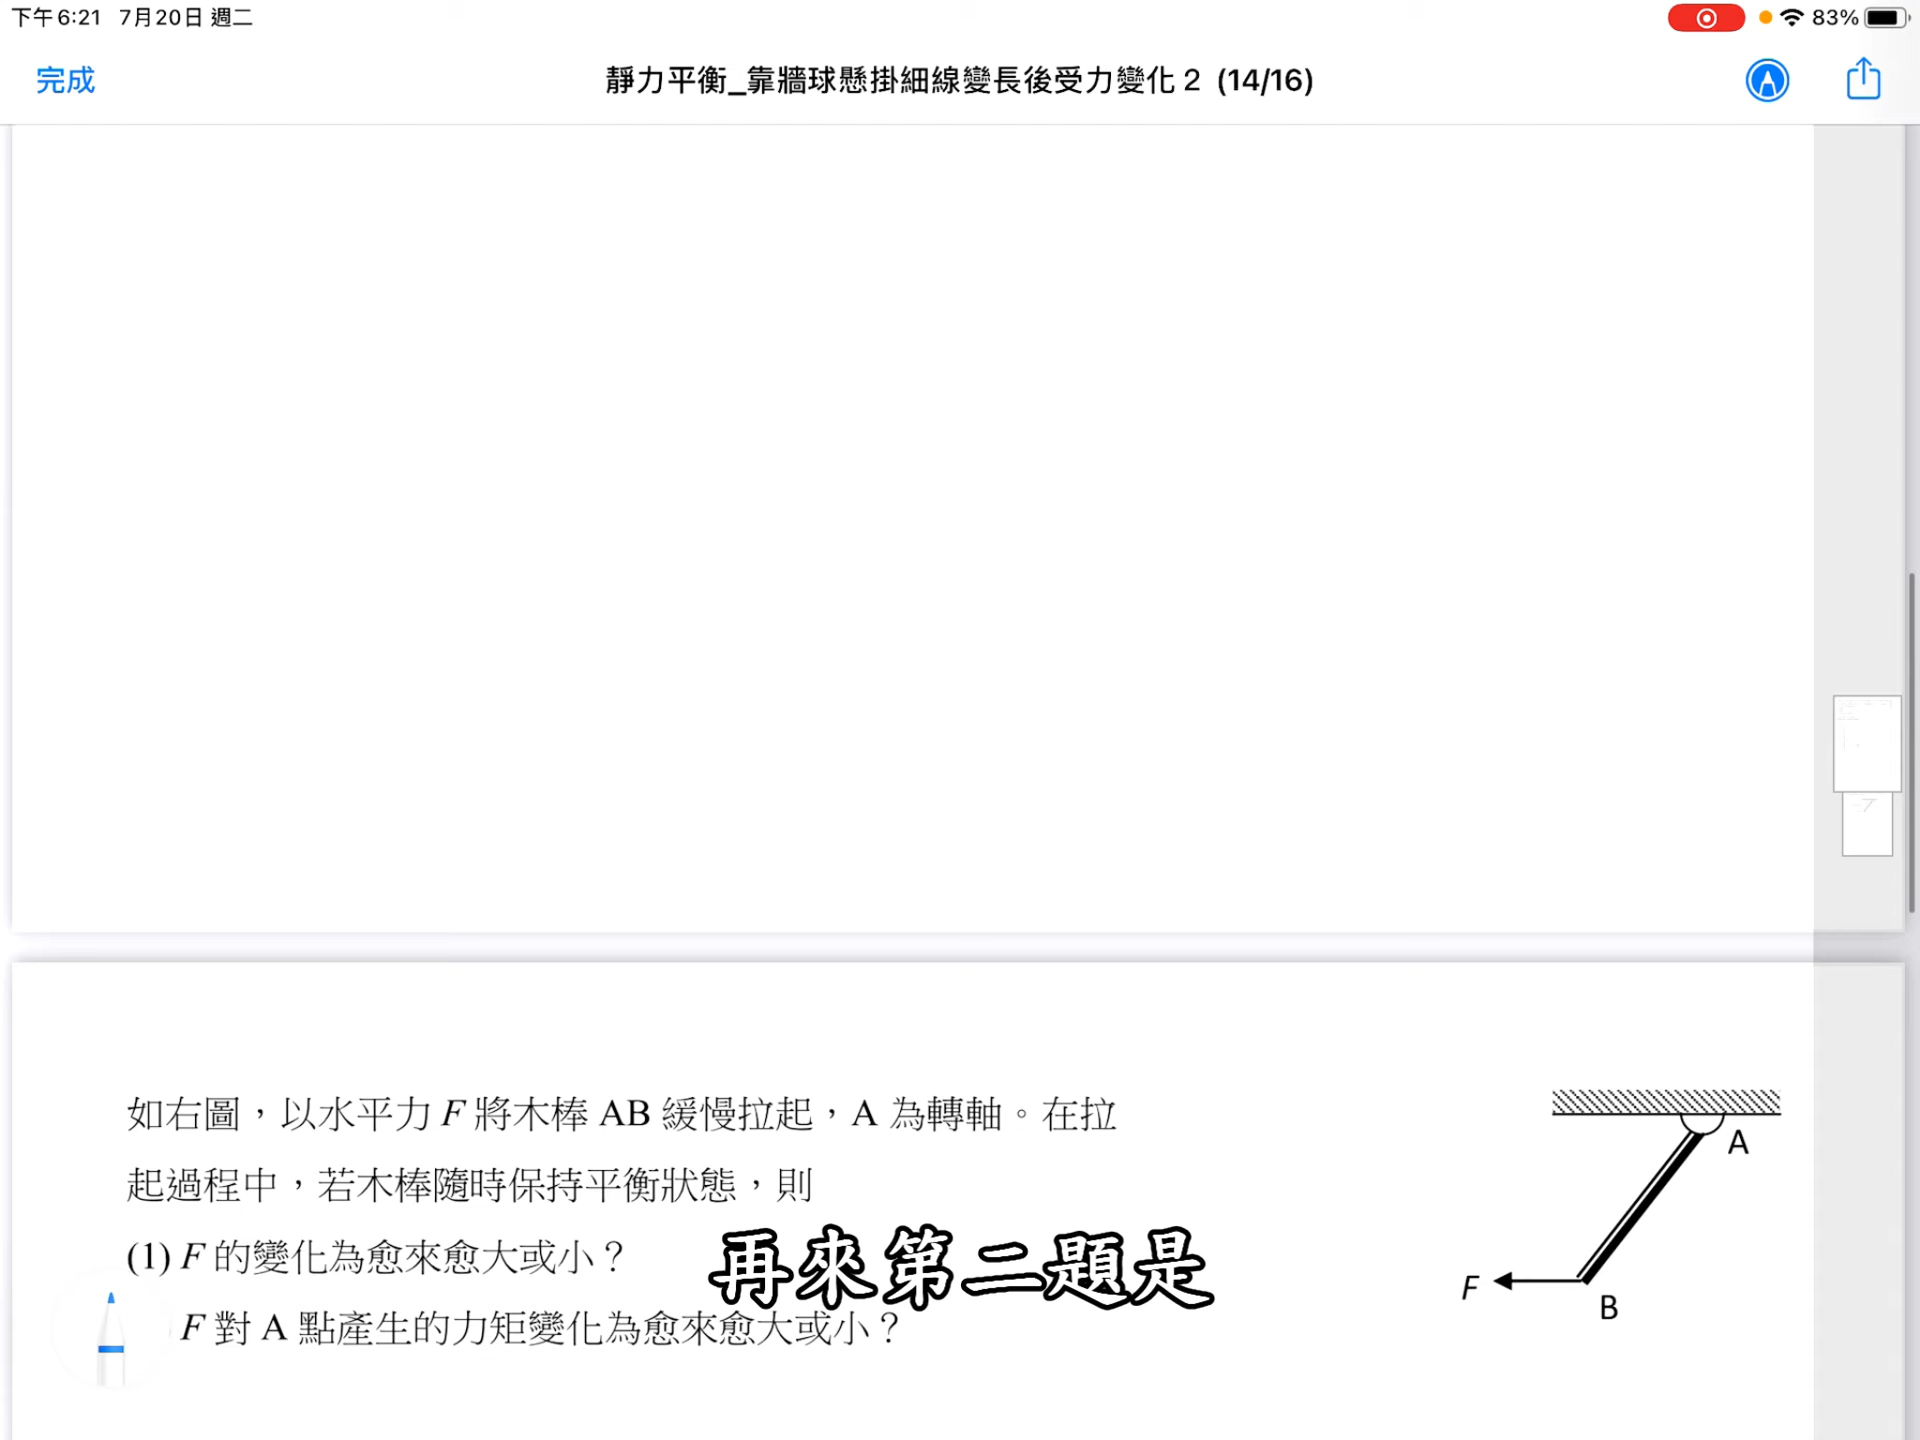 下午6:21 7月20日 週二
83%
完成
靜力平衡_靠牆球懸掛細線變長後受力變化 2 (14/16)
如右圖，以水平力 F 將木棒 AB 緩慢拉起，A 為轉軸。在拉
起過程中，若木棒隨時保持平衡狀態，則
(1) F 的變化為愈來愈大或小？
再來第二題是
F 對 A 點產生的力矩變化為愈來愈大或小？
A
F
B